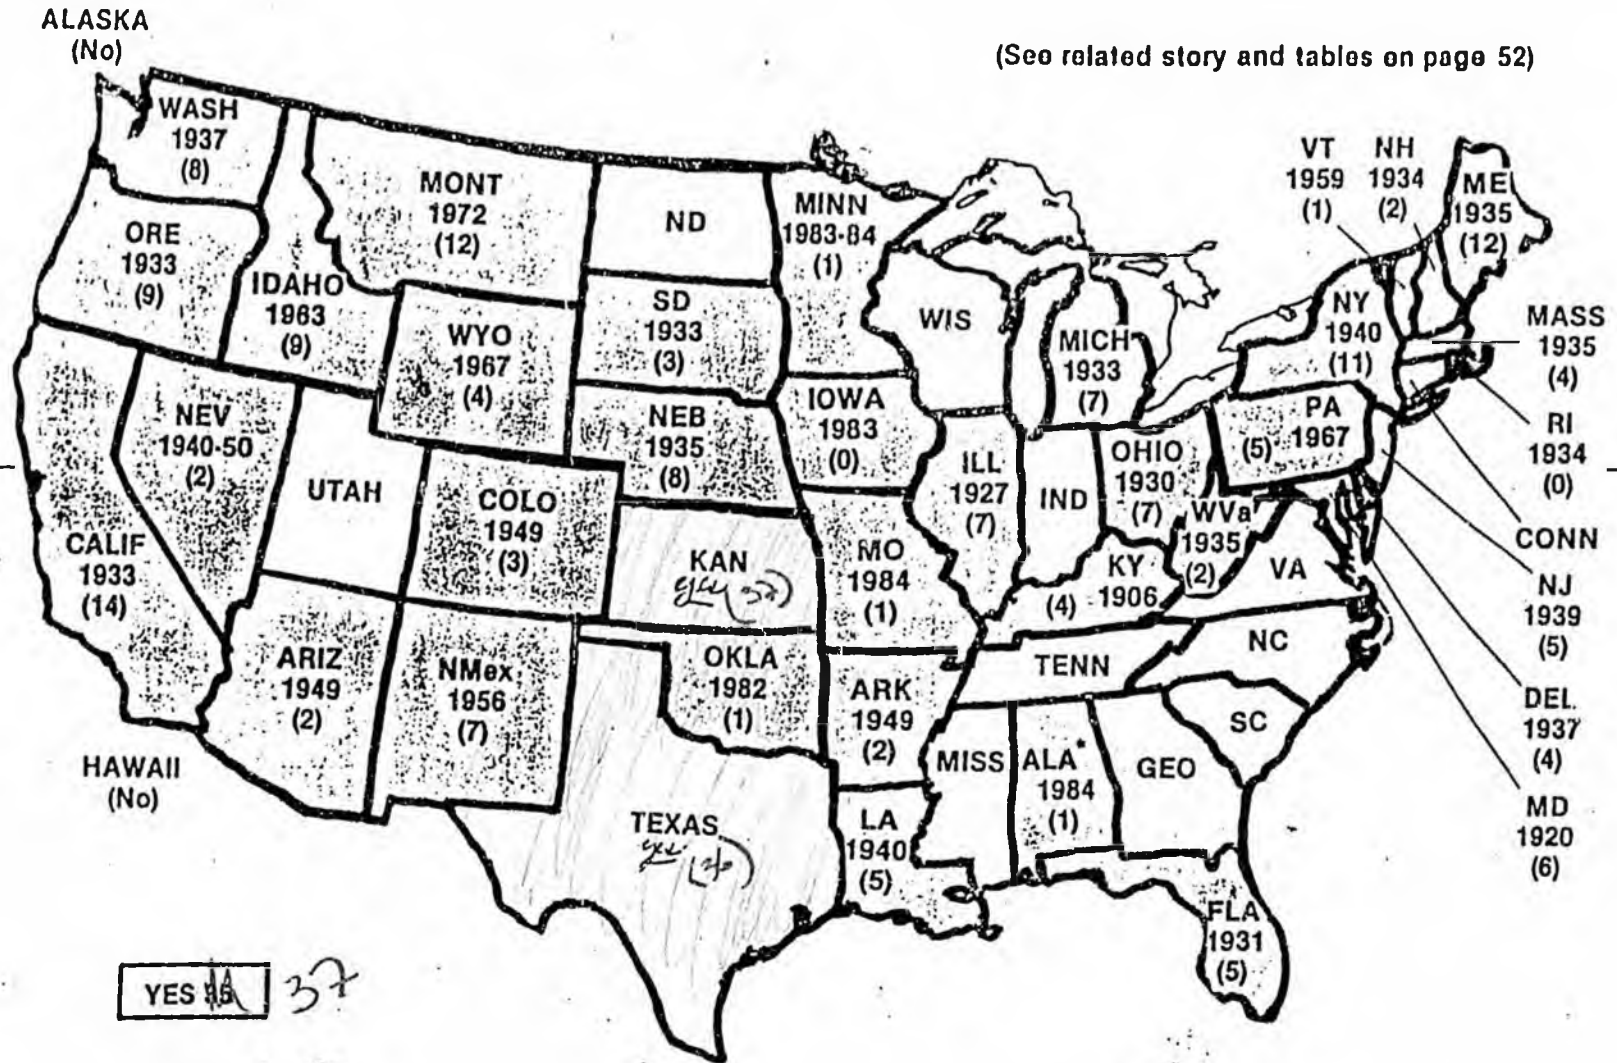 ALASKA
(No)
(See related story and tables on page 52)
WASH
1937
(8)
MONT
1972
(12)
ND
MINN
1983-84
(1)
VT
1959
(1)
NH
1934
(2)
ME
1935
(12)
ORE
1933
(9)
IDAHO
1963
(9)
WYO
1967
(4)
SD
1933
(3)
WIS
MICH
1933
(7)
NY
1940
(11)
MASS
1935
(4)
NEV
1940-50
(2)
NEB
1935
(8)
IOWA
1983
(0)
PA
(5) 1967
RI
1934
(0)
UTAH
COLO
1949
(3)
ILL
1927
(7)
IND
OHIO
1930
(7)
WVa
1935
(2)
CONN
CALIF
1933
(14)
KAN
MO
1984
(1)
KY
(4) 1906
VA
NJ
1939
(5)
ARIZ
1949
(2)
NMex
1956
(7)
OKLA
1982
(1)
ARK
1949
(2)
TENN
NC
DEL.
1937
(4)
SC
HAWAII
(No)
TEXAS
yes
MISS
ALA*
1984
(1)
GEO
MD
1920
(6)
LA
1940
(5)
FLA
1931
(5)
YES
37